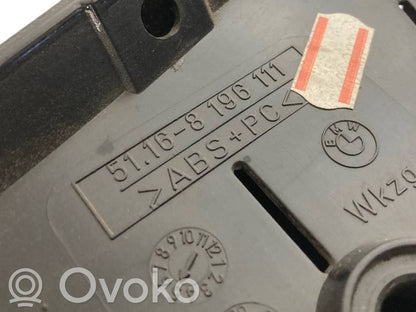 51.16-8 196 111
>ABS+PC<
BMW
Wkzg
8 9 10 11 12
OVOKO